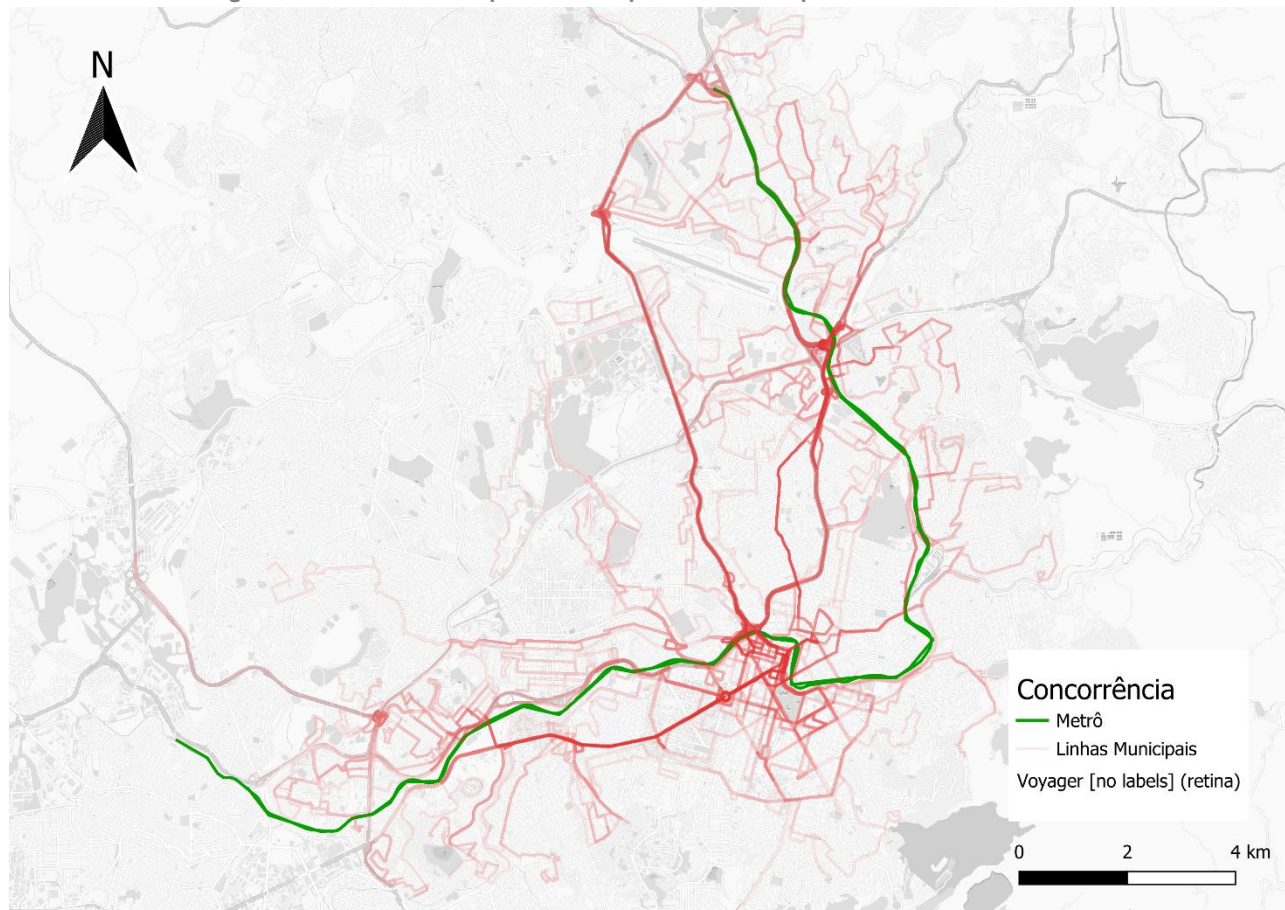 N
Concorrência
Metrô
Linhas Municipais
Voyager [no labels] (retina)
0 2 4 km